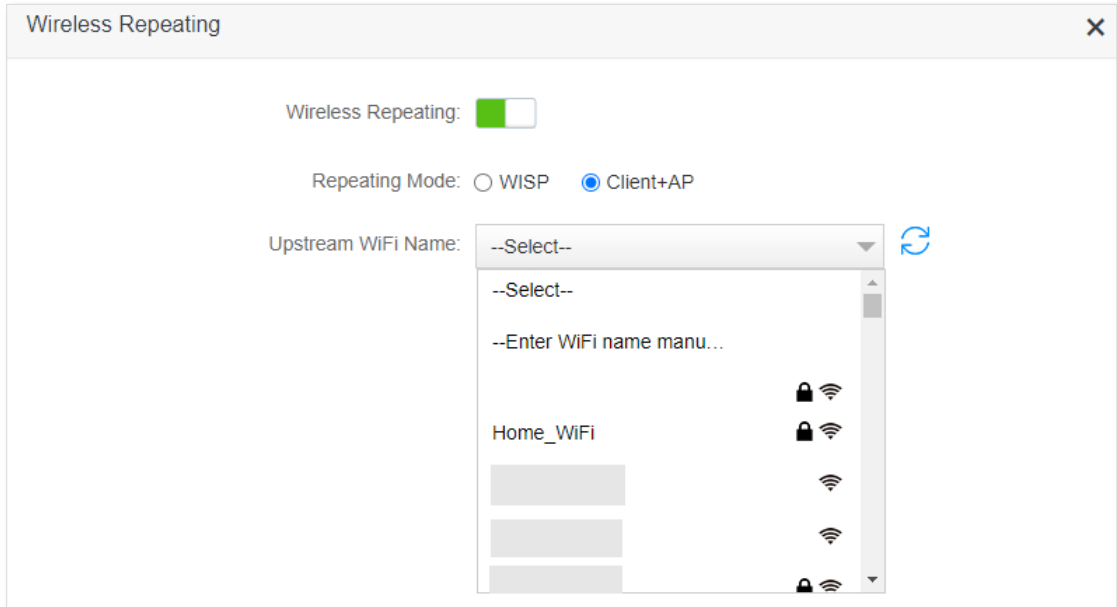 Wireless Repeating
Wireless Repeating:
Repeating Mode: WISP Client+AP
Upstream WiFi Name: --Select--
--Select--
--Enter WiFi name manu…
Home_WiFi